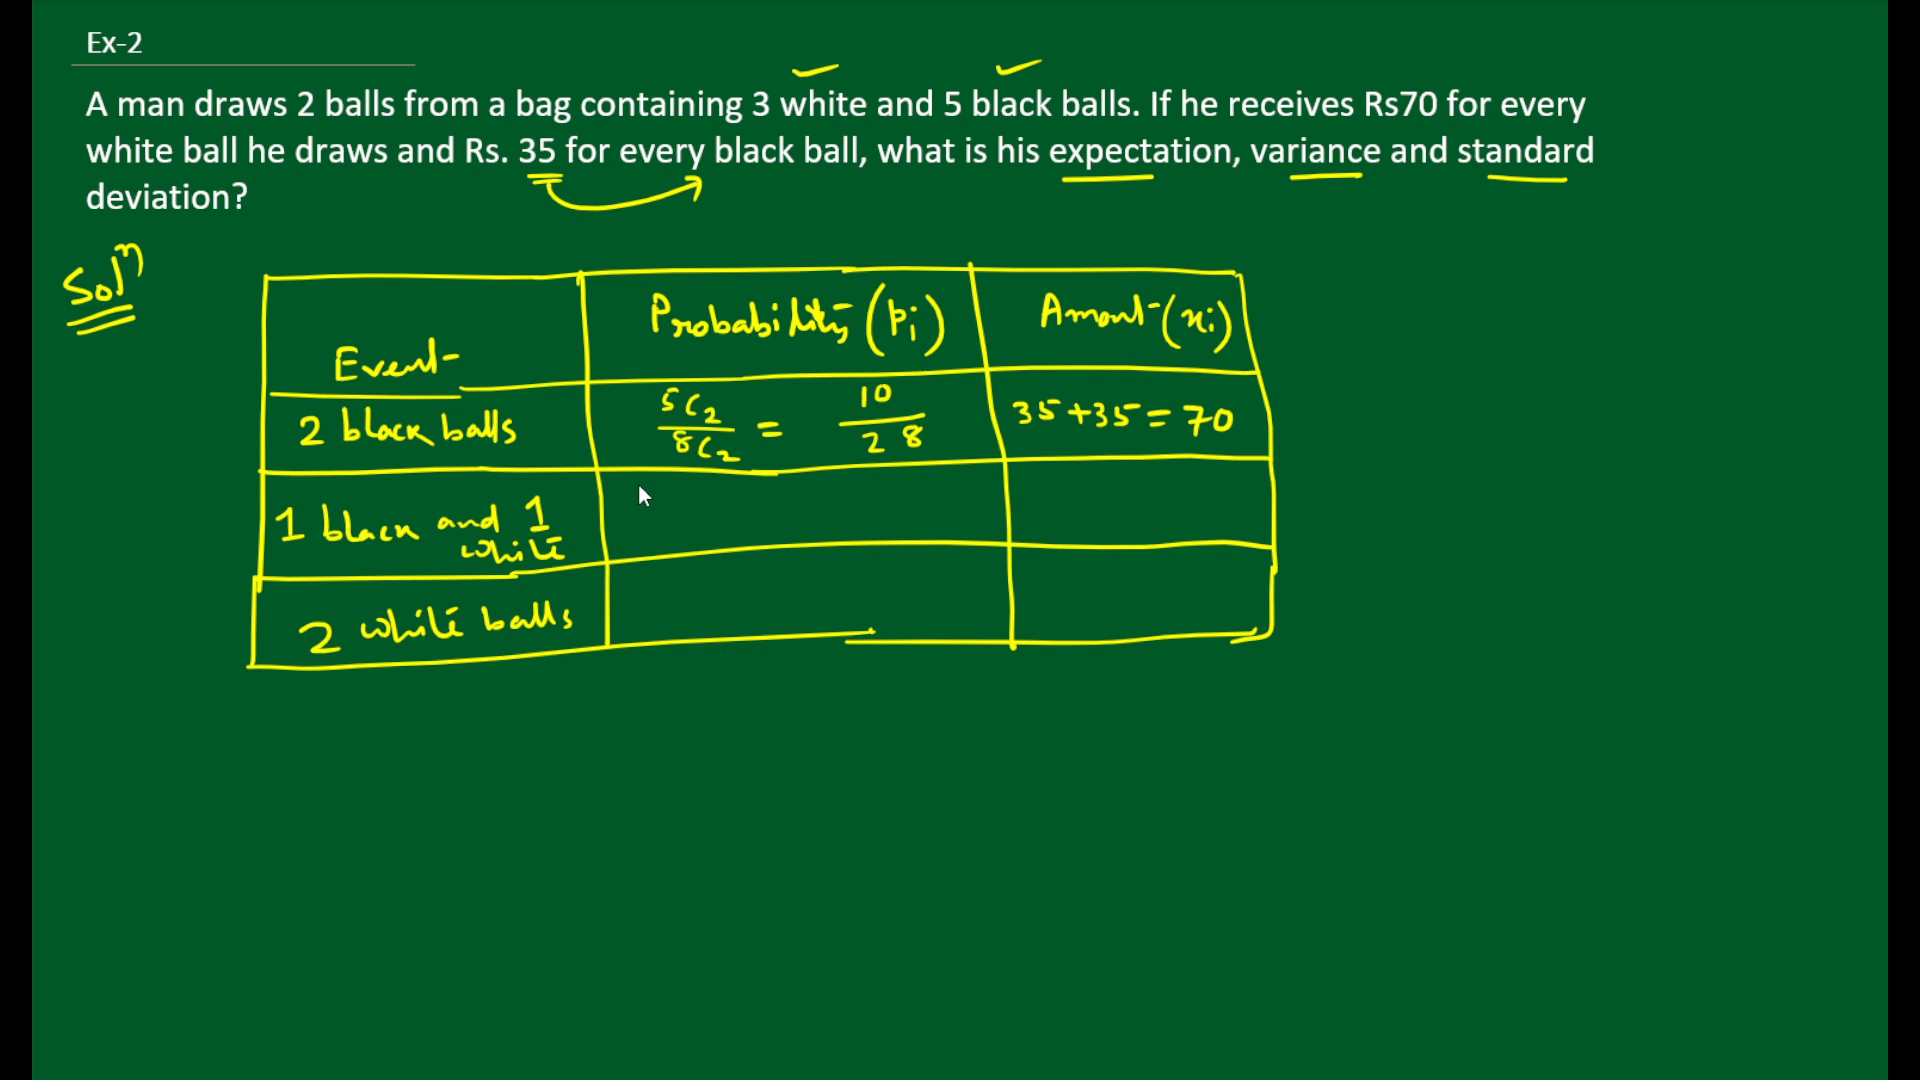 Ex-2
A man draws 2 balls from a bag containing 3 white and 5 black balls. If he receives Rs70 for every
white ball he draws and Rs. 35 for every black ball, what is his expectation, variance and standard
deviation?
Solⁿ
Event
Probability (pi)
Amount (xi)
2 black balls
5C2/8C2 = 10/28
35+35=70
1 black and 1
white
2 white balls